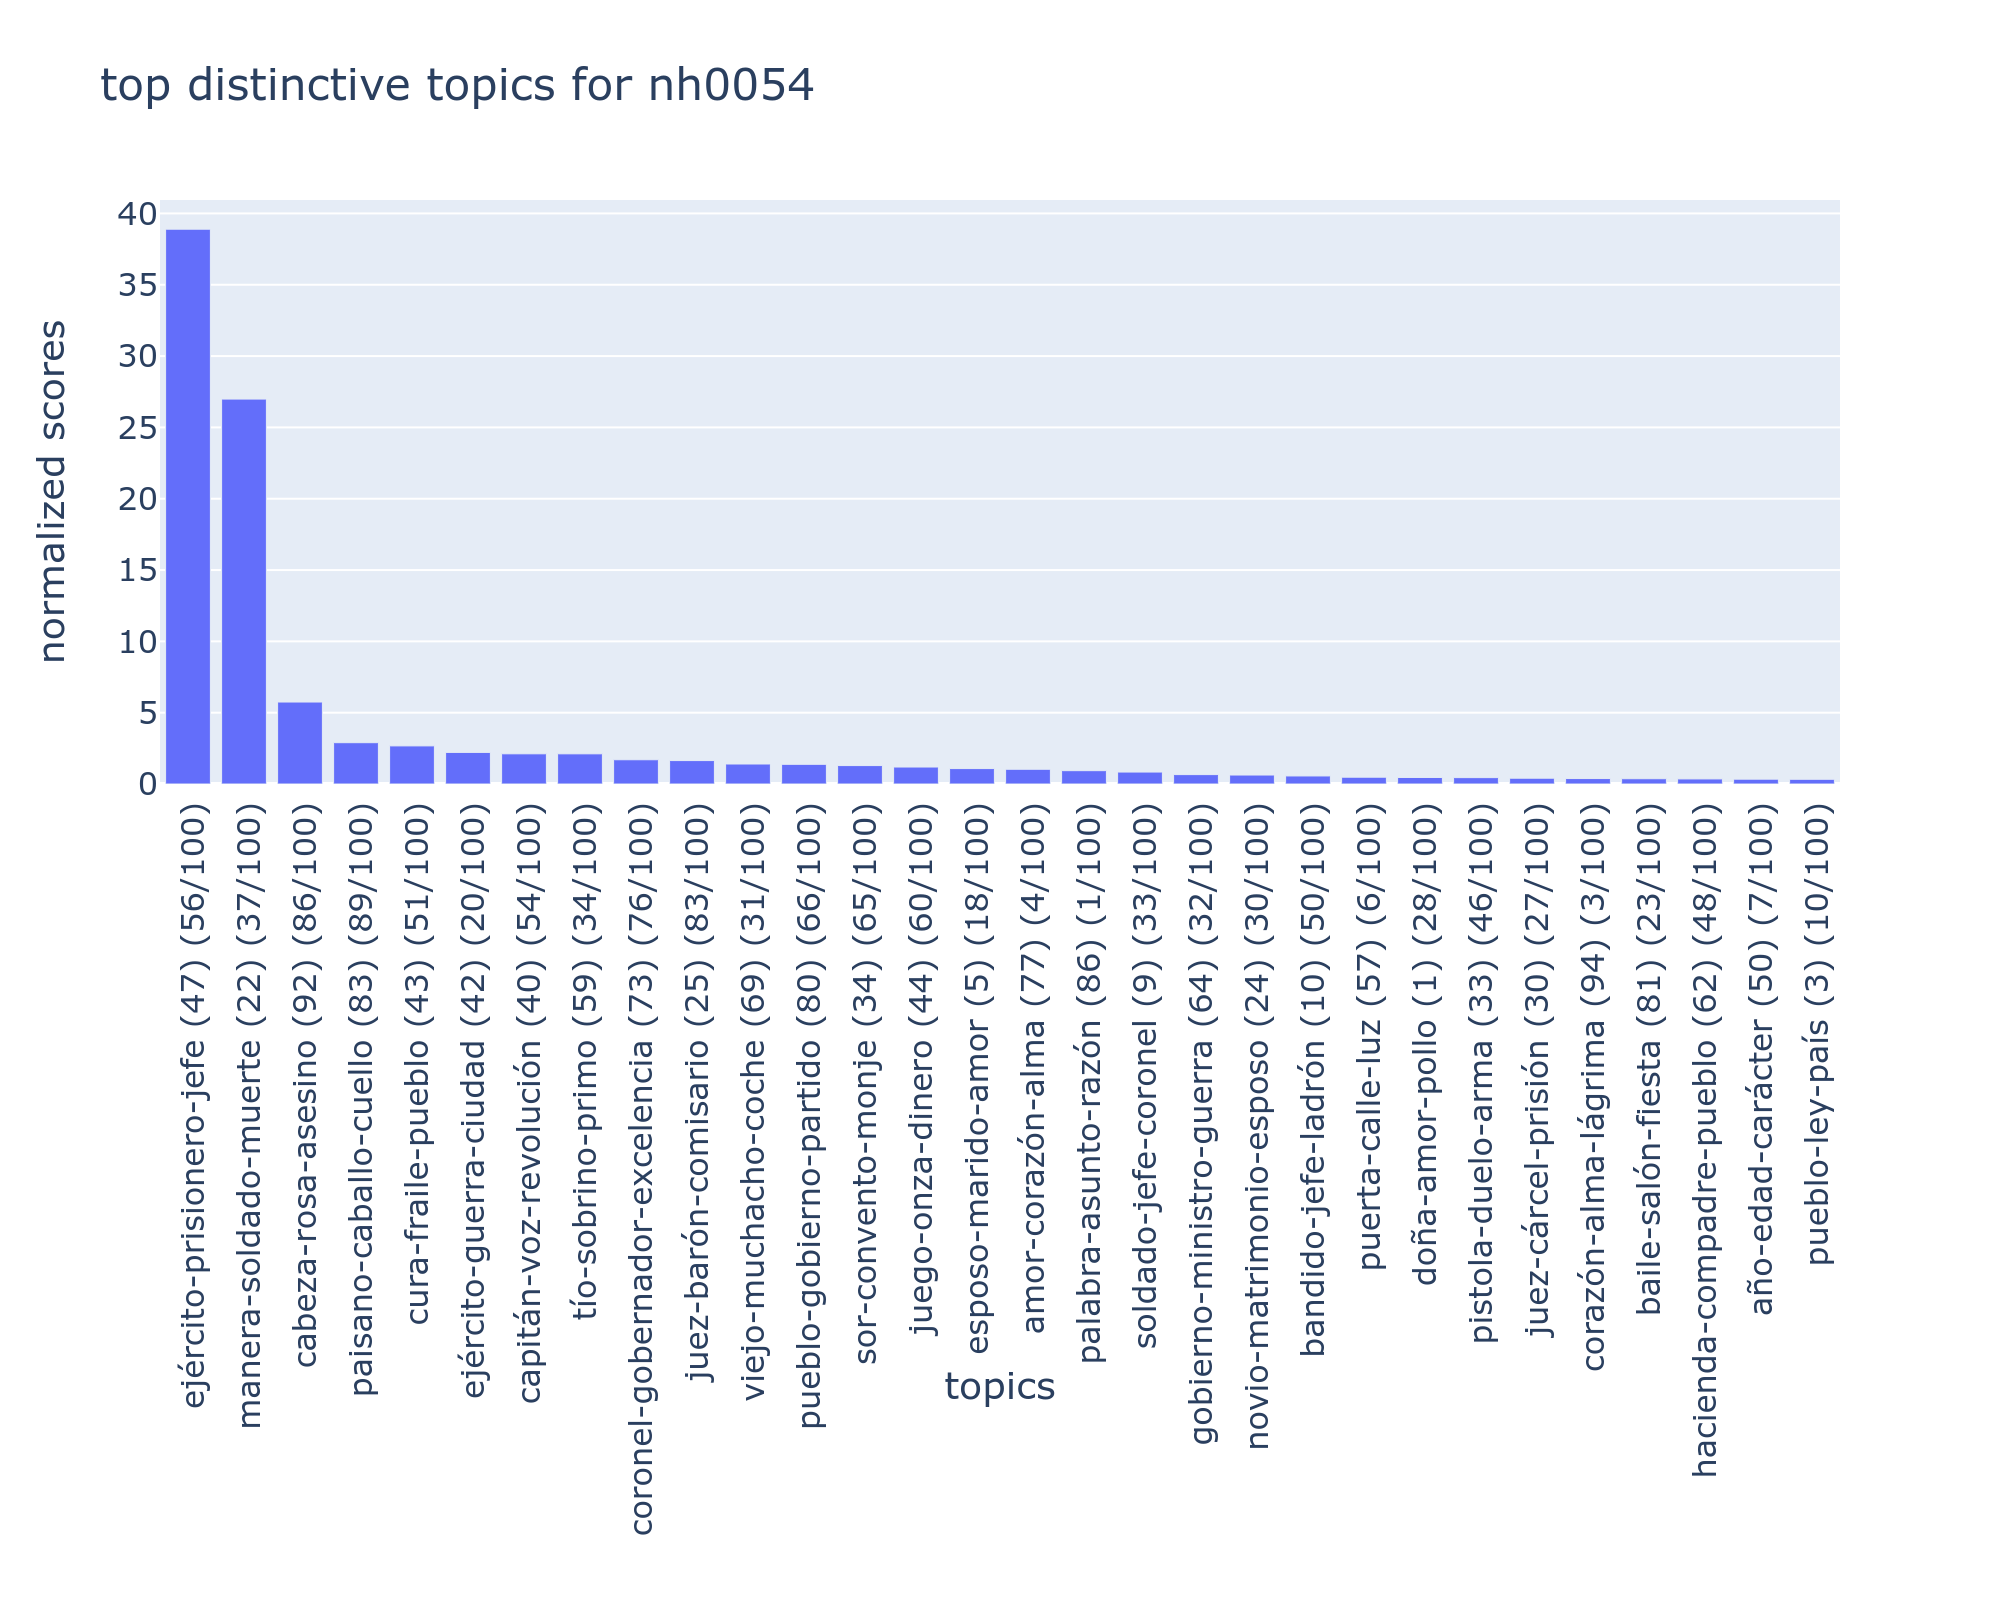 top distinctive topics for nh0054
normalized scores
40
35
30
25
20
15
10
5
0
ejército-prisionero-jefe (47) (56/100)
manera-soldado-muerte (22) (37/100)
cabeza-rosa-asesino (92) (86/100)
paisano-caballo-cuello (83) (89/100)
cura-fraile-pueblo (43) (51/100)
ejército-guerra-ciudad (42) (20/100)
capitán-voz-revolución (40) (54/100)
tío-sobrino-primo (59) (34/100)
coronel-gobernador-excelencia (73) (76/100)
juez-barón-comisario (25) (83/100)
viejo-muchacho-coche (69) (31/100)
pueblo-gobierno-partido (80) (66/100)
sor-convento-monje (34) (65/100)
juego-onza-dinero (44) (60/100)
esposo-marido-amor (5) (18/100)
amor-corazón-alma (77) (4/100)
palabra-asunto-razón (86) (1/100)
soldado-jefe-coronel (9) (33/100)
gobierno-ministro-guerra (64) (32/100)
novio-matrimonio-esposo (24) (30/100)
bandido-jefe-ladrón (10) (50/100)
puerta-calle-luz (57) (6/100)
doña-amor-pollo (1) (28/100)
pistola-duelo-arma (33) (46/100)
juez-cárcel-prisión (30) (27/100)
corazón-alma-lágrima (94) (3/100)
baile-salón-fiesta (81) (23/100)
hacienda-compadre-pueblo (62) (48/100)
año-edad-carácter (50) (7/100)
pueblo-ley-país (3) (10/100)
topics